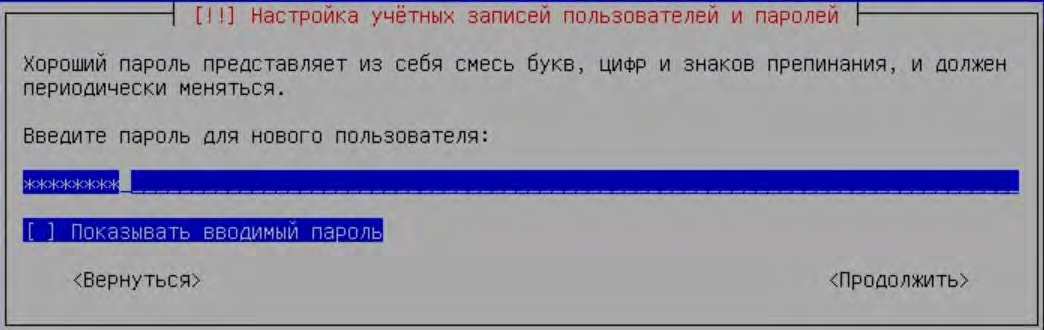 [!!] Настройка учётных записей пользователей и паролей
Хороший пароль представляет из себя смесь букв, цифр и знаков препинания, и должен
периодически меняться.
Введите пароль для нового пользователя:
********
[ ] Показывать вводимый пароль
<Вернуться> <Продолжить>